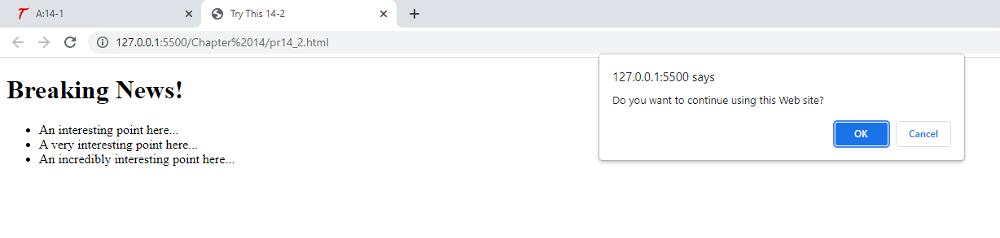 A:14-1
Try This 14-2
127.0.0.1:5500/Chapter%2014/pr14_2.html
Breaking News!
An interesting point here...
A very interesting point here...
An incredibly interesting point here...
127.0.0.1:5500 says
Do you want to continue using this Web site?
OK Cancel